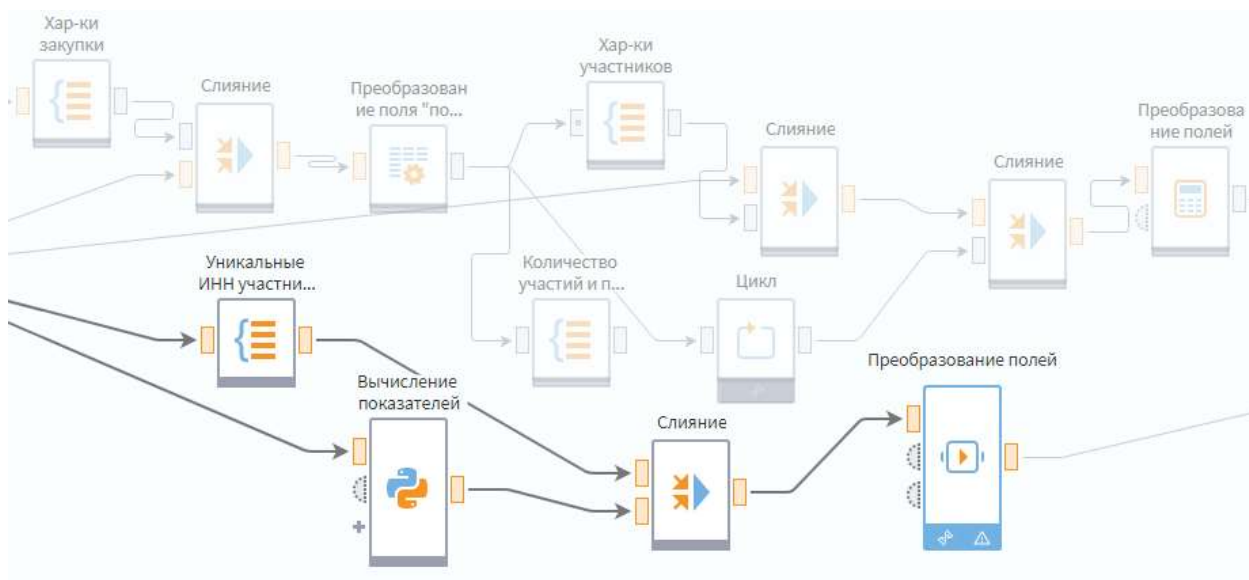 Хар-ки
закупки
Слияние
Преобразован
ие поля "по...
Хар-ки
участников
Слияние
Слияние
Преобразова
ние полей
Уникальные
ИНН участни...
Количество
участий и п...
Цикл
Вычисление
показателей
Слияние
Преобразование полей